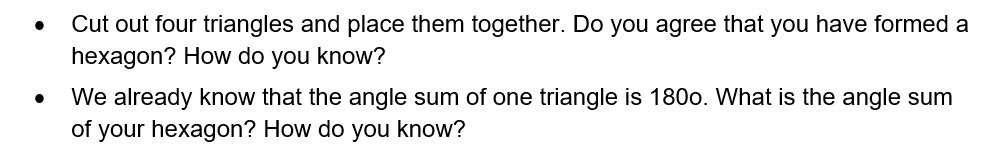 • Cut out four triangles and place them together. Do you agree that you have formed a
hexagon? How do you know?
• We already know that the angle sum of one triangle is 180o. What is the angle sum
of your hexagon? How do you know?